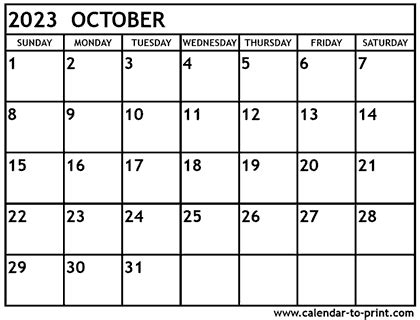 2023 OCTOBER
SUNDAY MONDAY TUESDAY WEDNESDAY THURSDAY FRIDAY SATURDAY
1 2 3 4 5 6 7
8 9 10 11 12 13 14
15 16 17 18 19 20 21
22 23 24 25 26 27 28
29 30 31
www.calendar-to-print.com